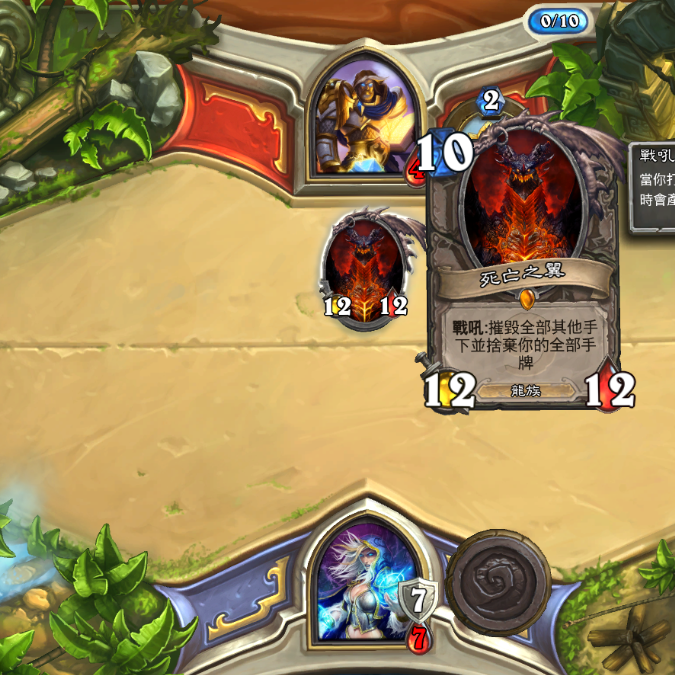 0/10
2
4
10
死亡之翼
戰吼:摧毀全部其他手
下並捨棄你的全部手
牌
12
龍族
12
戰吼
當你打
時會產
12
12
7
7